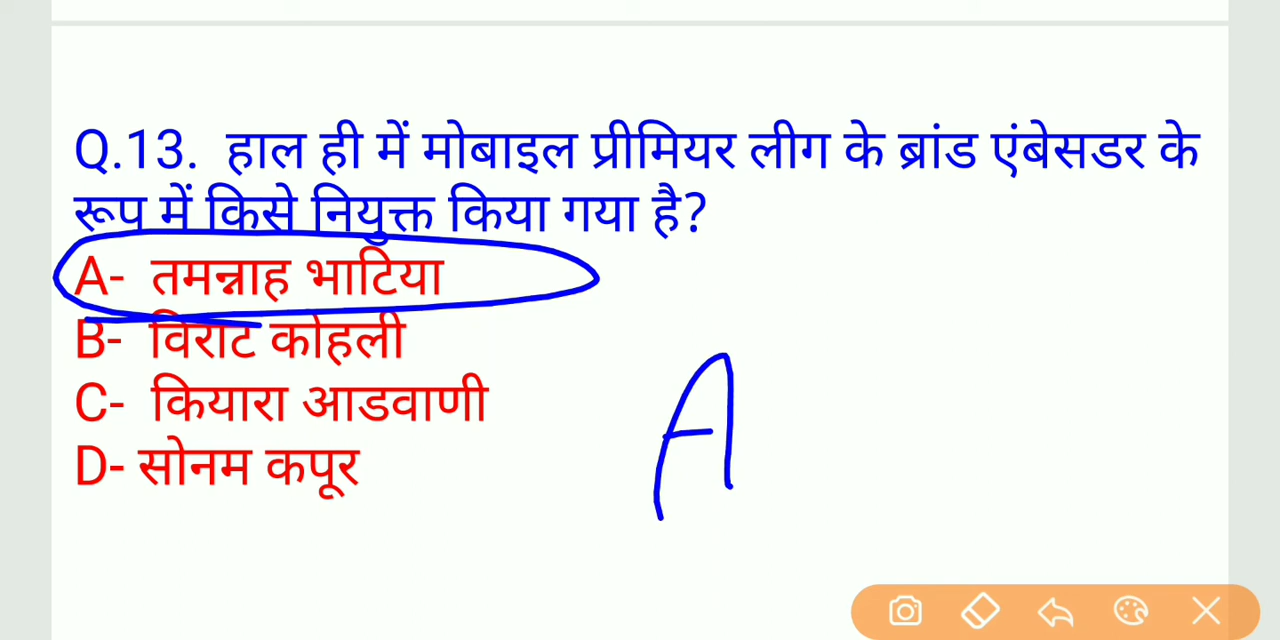 Q.13. हाल ही में मोबाइल प्रीमियर लीग के ब्रांड एंबेसडर के
रूप में किसे नियुक्त किया गया है?
A- तमन्नाह भाटिया
B- विराट कोहली
C- कियारा आडवाणी
D- सोनम कपूर
A